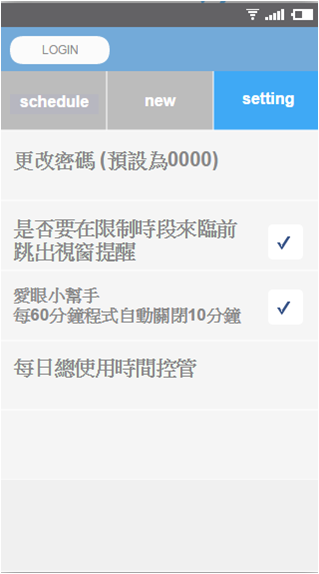 LOGIN
schedule new setting
更改密碼 (預設為0000)
是否要在限制時段來臨前
跳出視窗提醒
愛眼小幫手
每60分鐘程式自動關閉10分鐘
每日總使用時間控管